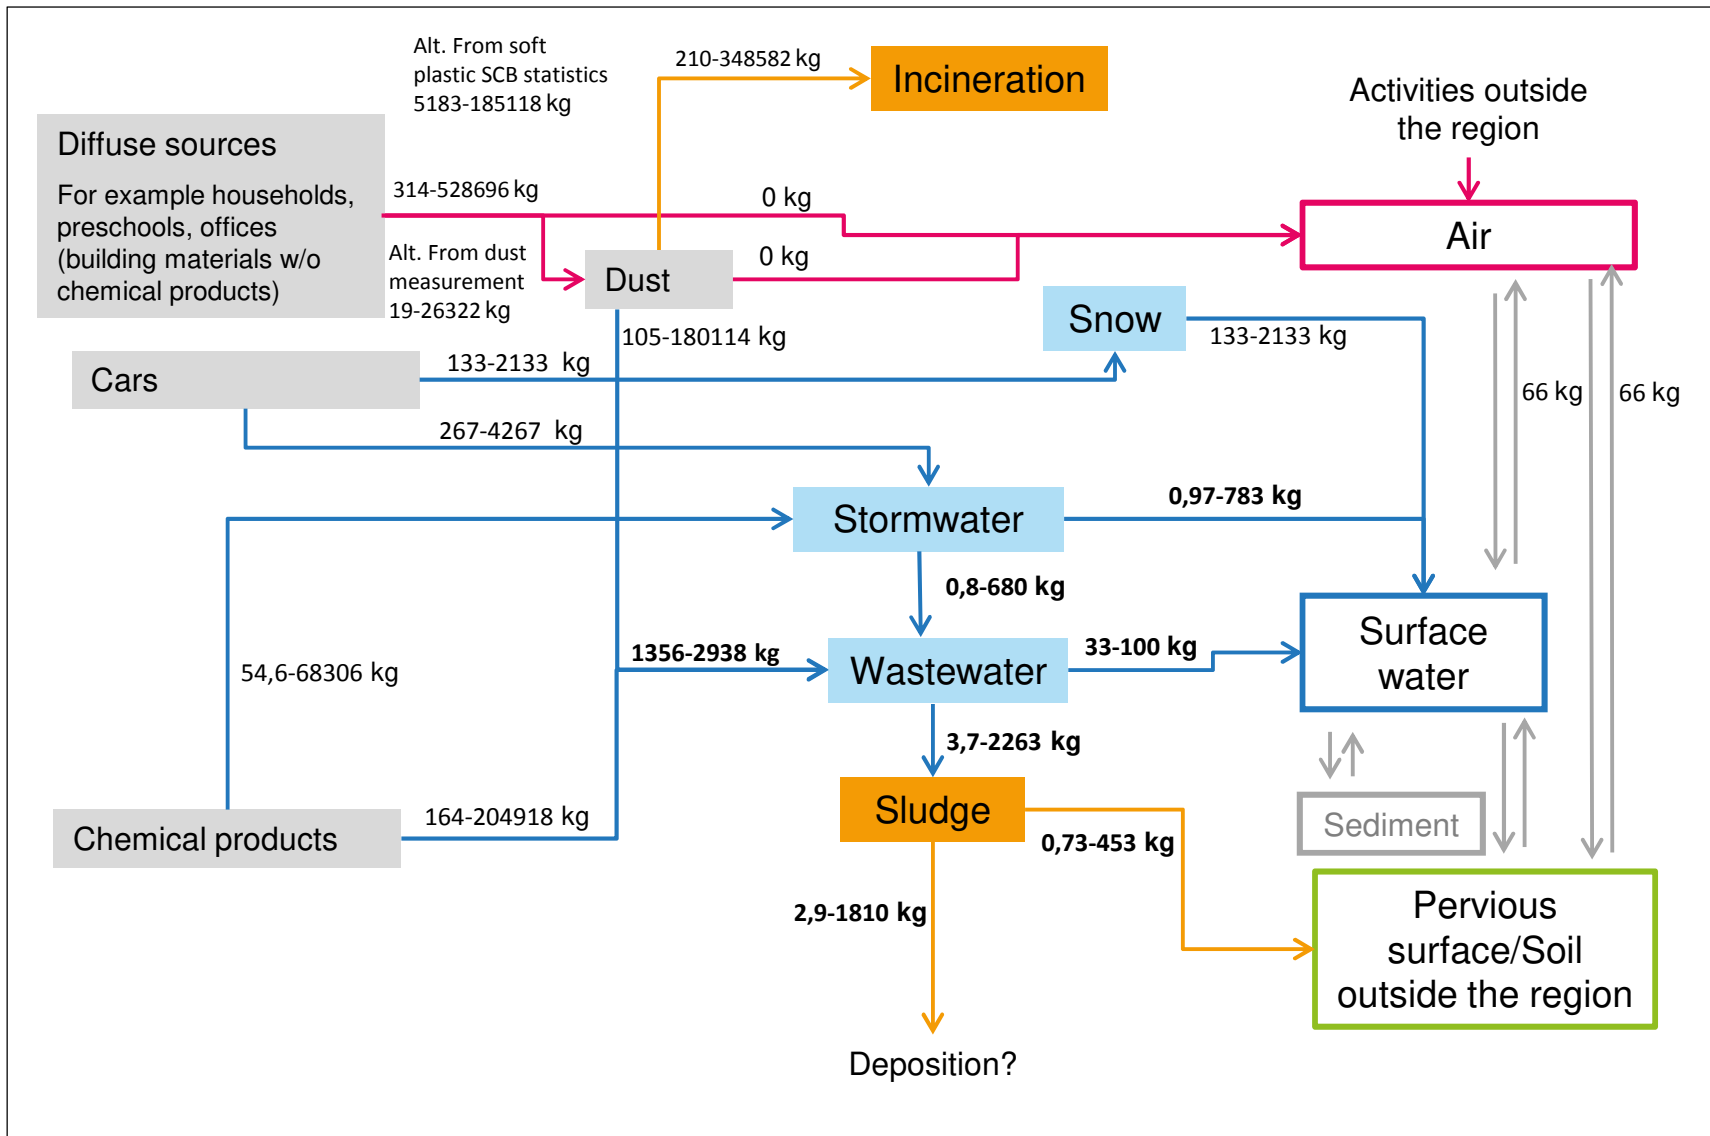 Alt. From soft
plastic SCB statistics
5183-185118 kg
210-348582 kg
Incineration
Activities outside
the region
Diffuse sources
For example households,
preschools, offices
(building materials w/o
chemical products)
314-528696 kg
0 kg
Air
Alt. From dust
measurement
19-26322 kg
Dust
0 kg
Snow
105-180114 kg
133-2133 kg
Cars
133-2133 kg
66 kg
66 kg
267-4267 kg
Stormwater
0,97-783 kg
0,8-680 kg
Surface
water
54,6-68306 kg
1356-2938 kg
Wastewater
33-100 kg
3,7-2263 kg
Sludge
Sediment
Chemical products
164-204918 kg
0,73-453 kg
2,9-1810 kg
Pervious
surface/Soil
outside the region
Deposition?